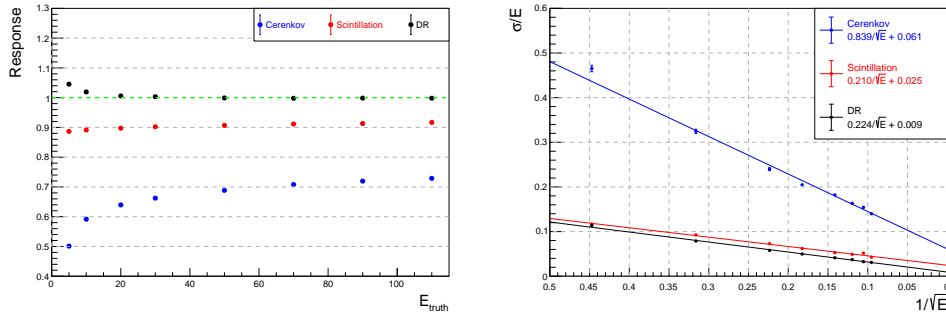 Response
1.4
1.3
1.2
1.1
1
0.9
0.8
0.7
0.6
0.5
0.4
Cerenkov
Scintillation
DR
0 20 40 60 80 100
E_truth
σ/E
0.6
0.5
0.4
0.3
0.2
0.1
0
Cerenkov
0.839/√E + 0.061
Scintillation
0.210/√E + 0.025
DR
0.224/√E + 0.009
0.5 0.45 0.4 0.35 0.3 0.25 0.2 0.15 0.1 0.05 0
1/√E